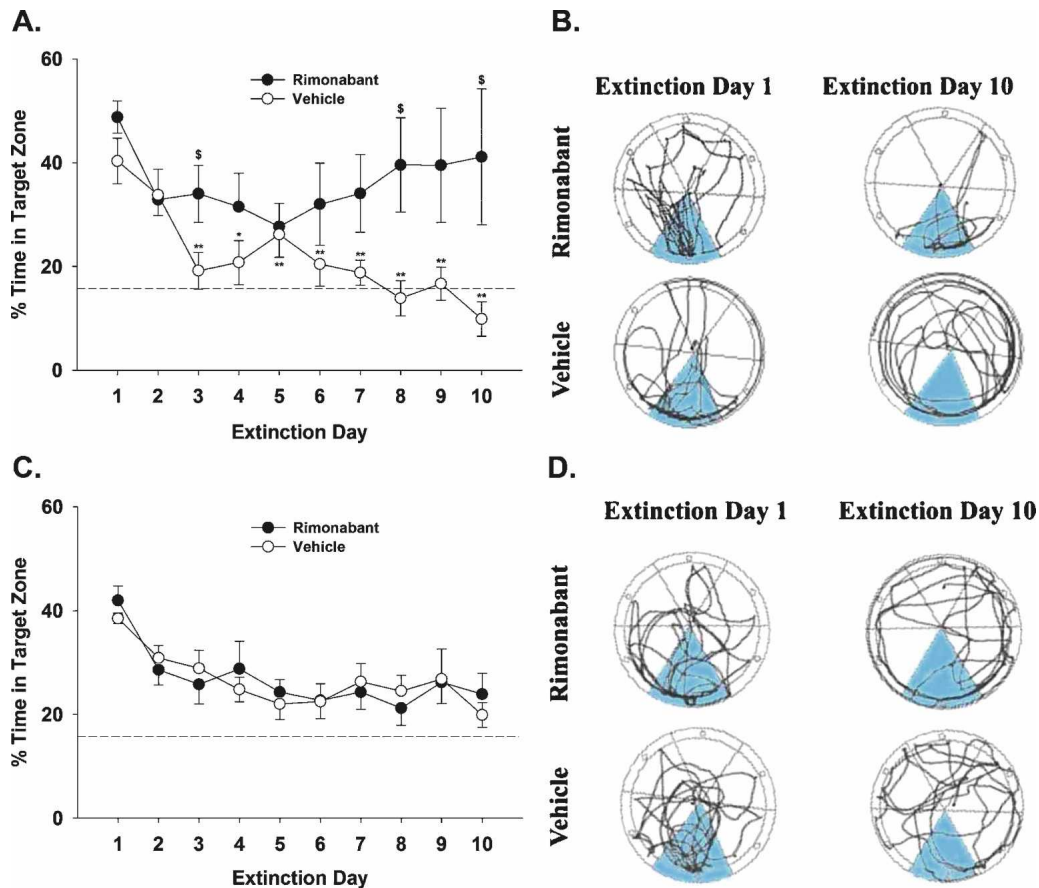 A.
60
40
20
0
% Time in Target Zone
Rimonabant
Vehicle
$
$
$
**
*
**
**
**
**
**
**
1 2 3 4 5 6 7 8 9 10
Extinction Day
B.
Extinction Day 1 Extinction Day 10
Rimonabant
Vehicle
C.
60
40
20
0
% Time in Target Zone
Rimonabant
Vehicle
1 2 3 4 5 6 7 8 9 10
Extinction Day
D.
Extinction Day 1 Extinction Day 10
Rimonabant
Vehicle